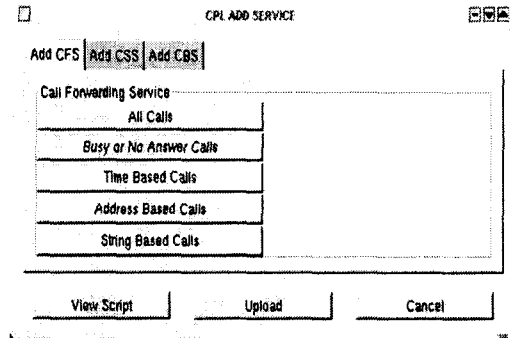 CPL ADD SERVICE
Add CFS Add CSS Add CBS
Call Forwarding Service
All Calls
Busy or No Answer Calls
Time Based Calls
Address Based Calls
String Based Calls
View Script Upload Cancel